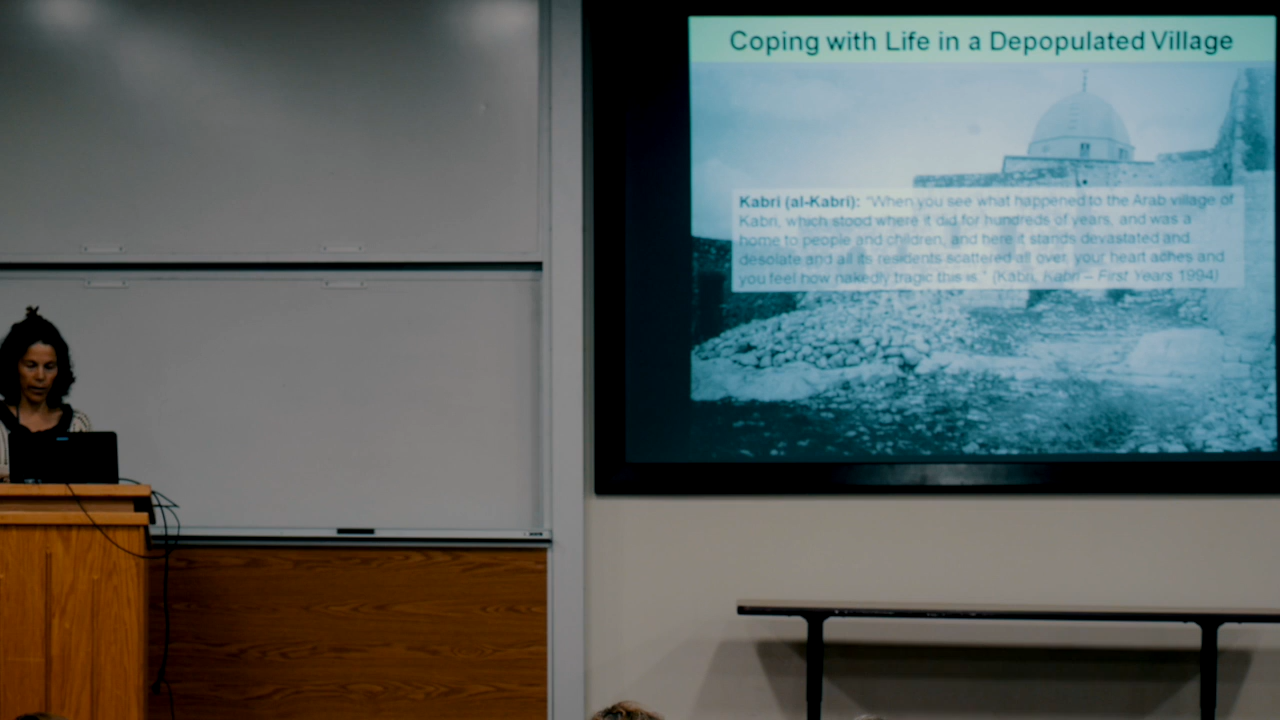 Coping with Life in a Depopulated Village
Kabri (al-Kabri): "When you see what happened to the Arab village of
Kabri, which stood where it did for hundreds of years, and was a
home to people and children, and here it stands devastated and
desolate and all its residents scattered all over, your heart aches and
you feel how nakedly tragic this is." (Kabri, Kabri – First Years 1994)